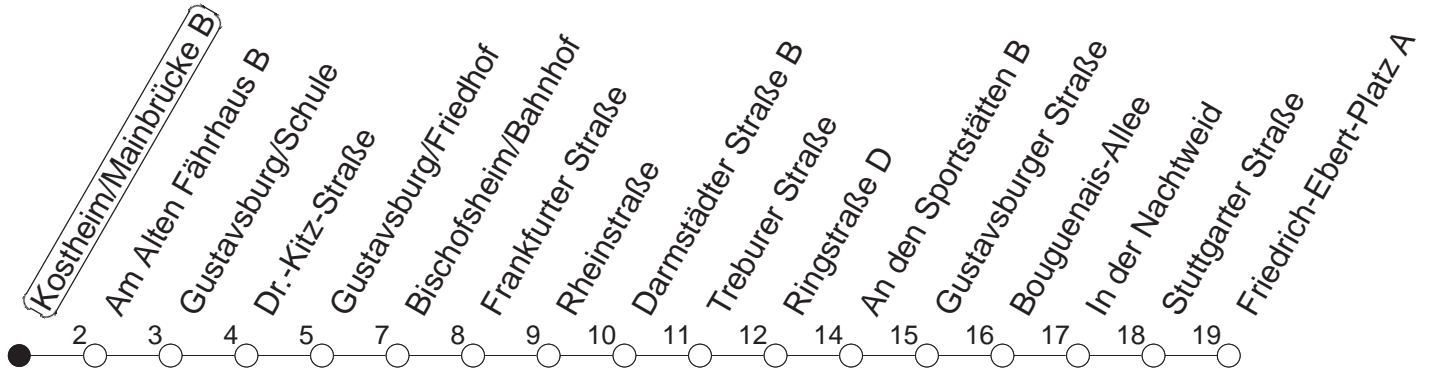 Kostheim/Mainbrücke B
Am Alten Fährhaus B
Gustavsburg/Schule
Dr.-Kitz-Straße
Gustavsburg/Friedhof
Bischofsheim/Bahnhof
Frankfurter Straße
Rheinstraße
Darmstädter Straße B
Treburer Straße
Ringstraße D
An den Sportstätten B
Gustavsburger Straße
Bouguenais-Allee
In der Nachtweid
Stuttgarter Straße
Friedrich-Ebert-Platz A
2 3 4 5 7 8 9 10 11 12 14 15 16 17 18 19